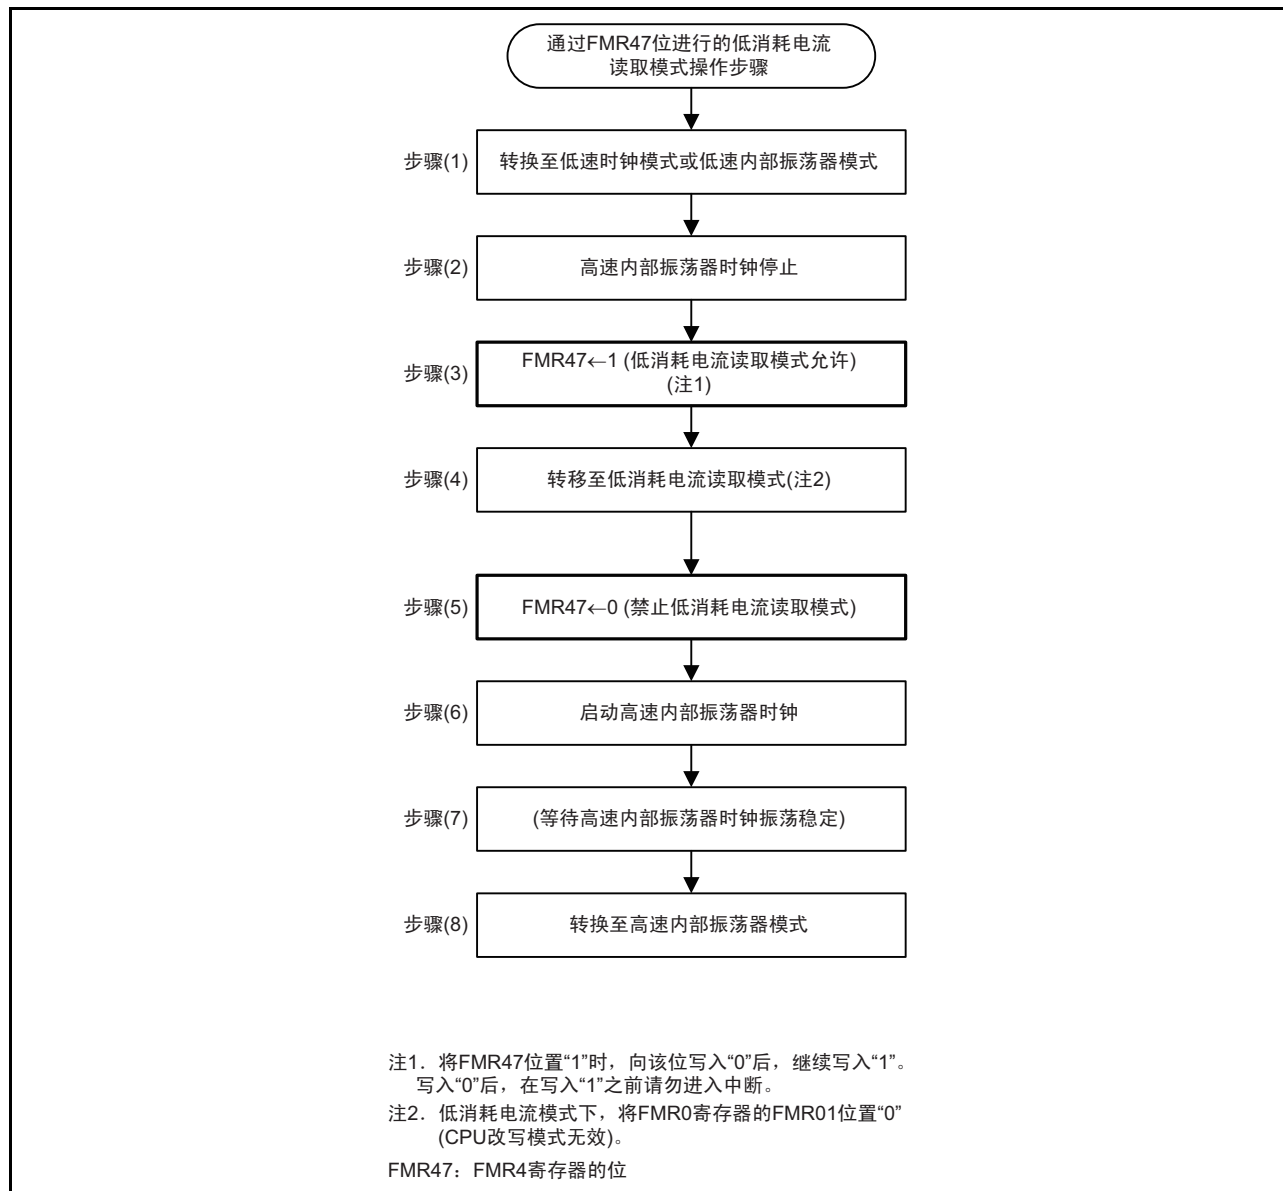 通过FMR47位进行的低消耗电流
读取模式操作步骤
步骤(1)
转换至低速时钟模式或低速内部振荡器模式
步骤(2)
高速内部振荡器时钟停止
步骤(3)
FMR47←1 (低消耗电流读取模式允许)
(注1)
步骤(4)
转移至低消耗电流读取模式(注2)
步骤(5)
FMR47←0 (禁止低消耗电流读取模式)
步骤(6)
启动高速内部振荡器时钟
步骤(7)
(等待高速内部振荡器时钟振荡稳定)
步骤(8)
转换至高速内部振荡器模式
注1. 将FMR47位置“1”时，向该位写入“0”后，继续写入“1”。
写入“0”后，在写入“1”之前请勿进入中断。
注2. 低消耗电流模式下，将FMR0寄存器的FMR01位置“0”
(CPU改写模式无效)。
FMR47：FMR4寄存器的位